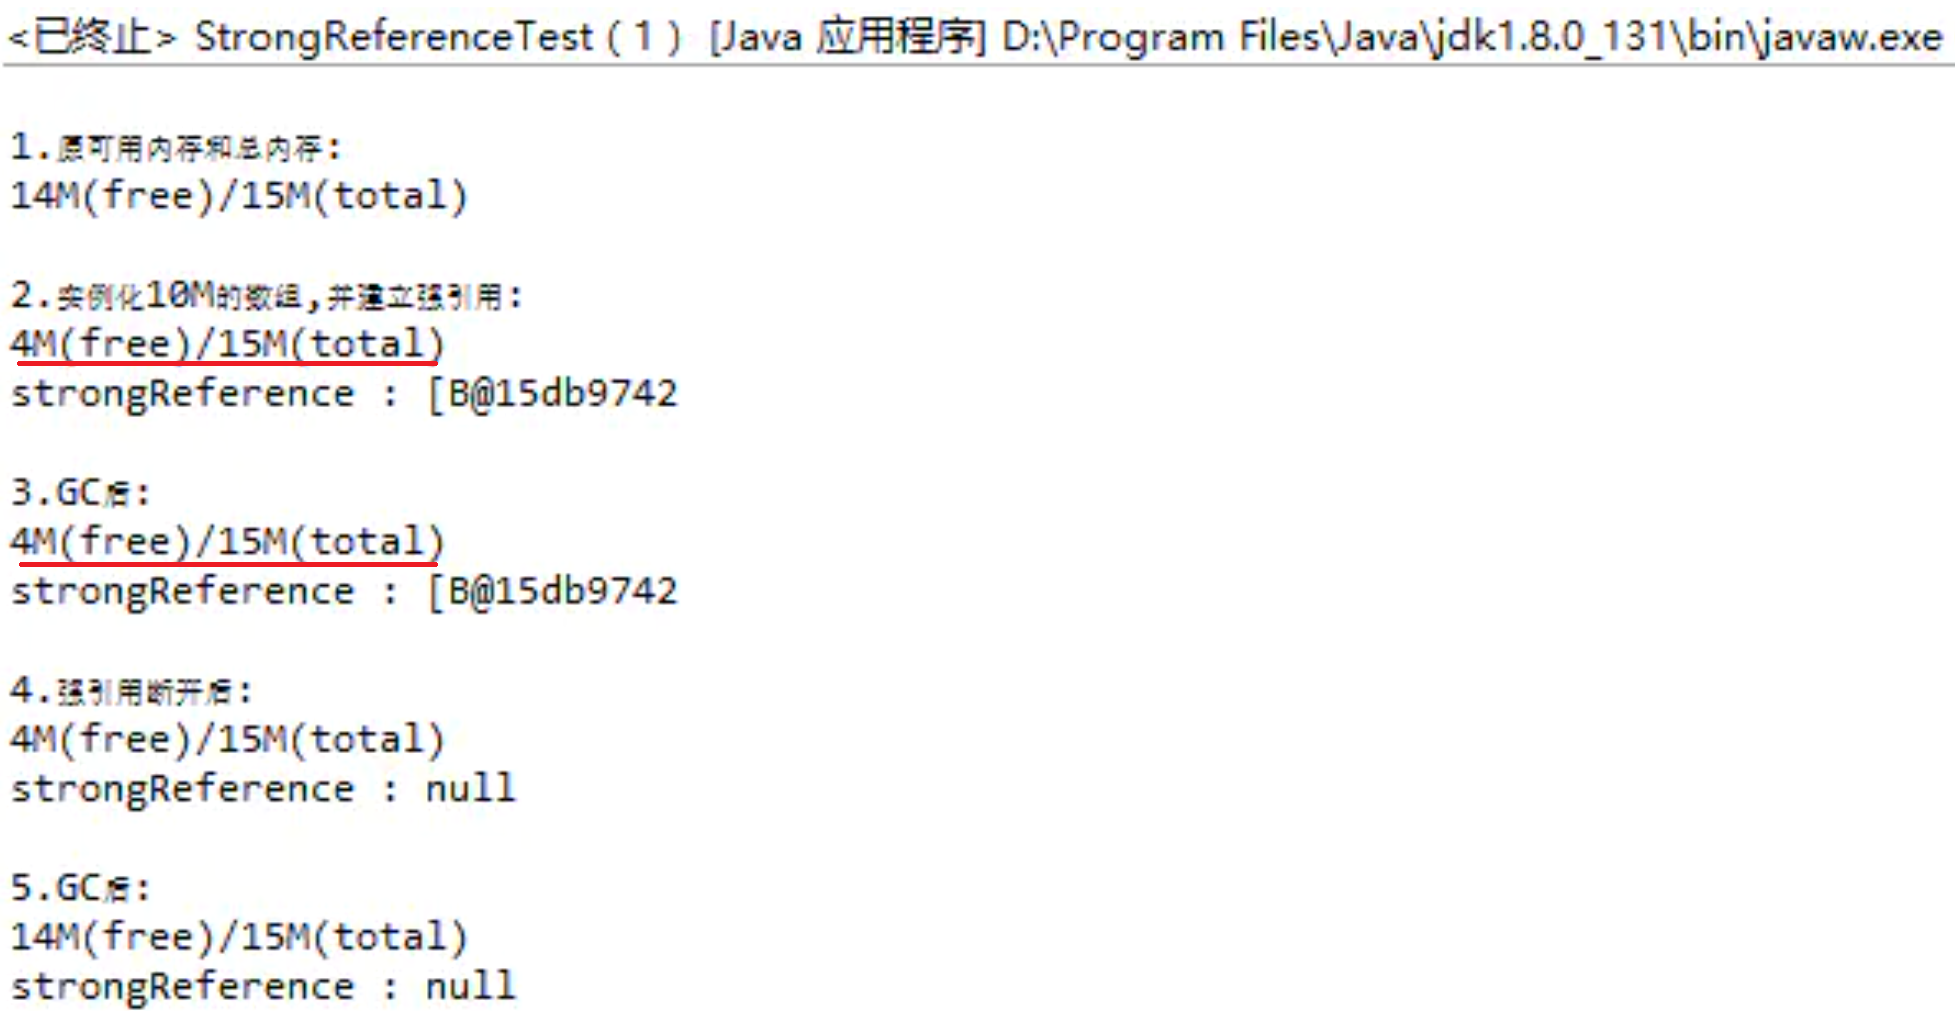 <已终止> StrongReferenceTest (1) [Java 应用程序] D:\Program Files\Java\jdk1.8.0_131\bin\javaw.exe
1.原可用内存和总内存:
14M(free)/15M(total)
2.实例化10M的数组,并建立强引用:
4M(free)/15M(total)
strongReference : [B@15db9742
3.GC后:
4M(free)/15M(total)
strongReference : [B@15db9742
4.强引用断开后:
4M(free)/15M(total)
strongReference : null
5.GC后:
14M(free)/15M(total)
strongReference : null